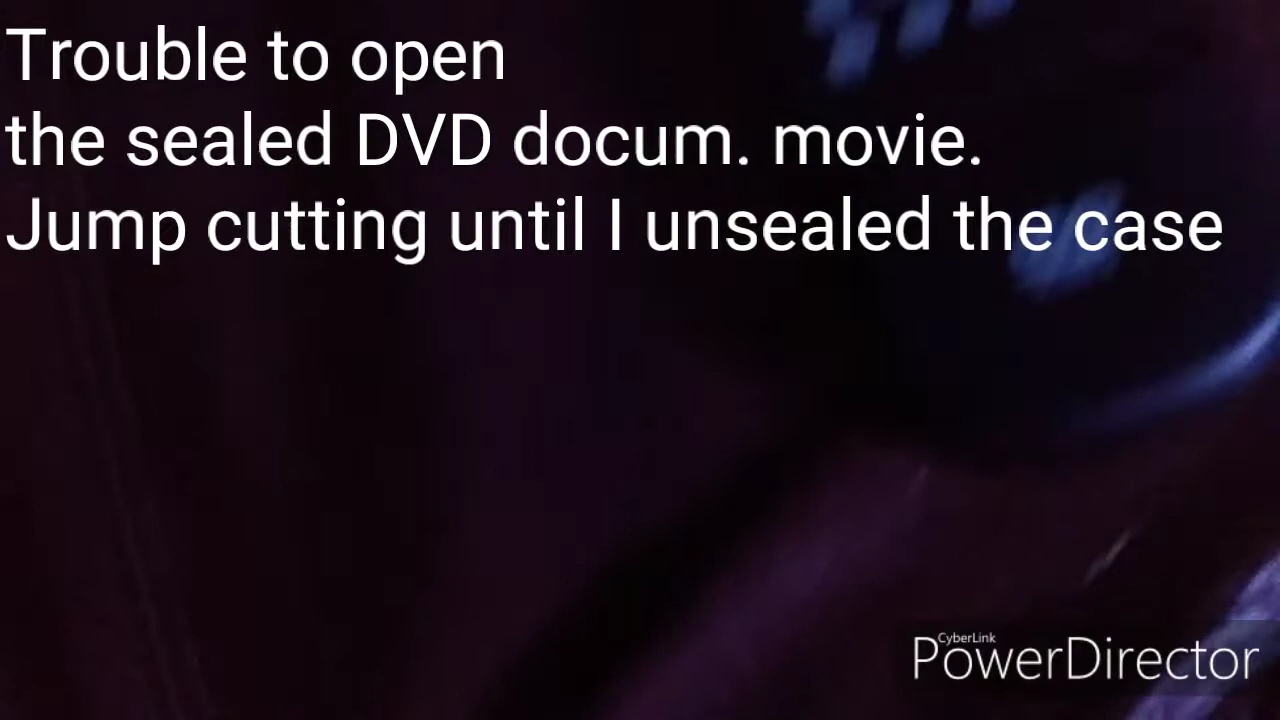 Trouble to open
the sealed DVD docum. movie.
Jump cutting until I unsealed the case
CyberLink
PowerDirector